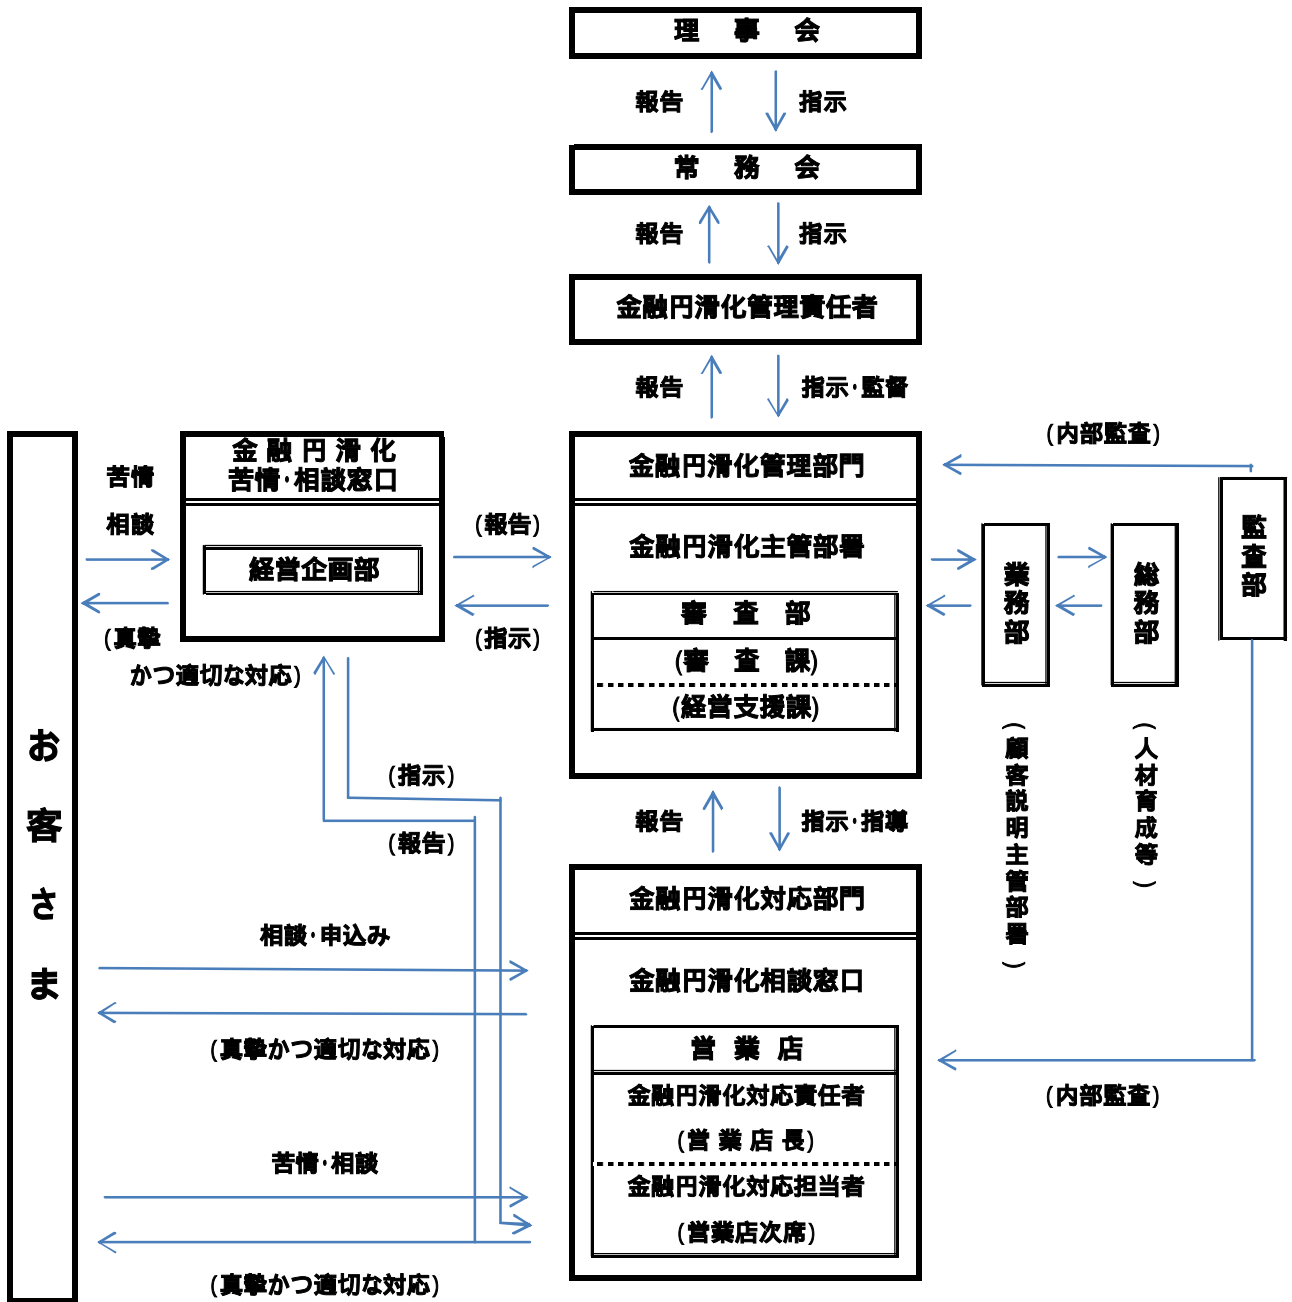 理　事　会
報告
指示
常　務　会
報告
指示
金融円滑化管理責任者
報告
指示・監督
金融円滑化
苦情・相談窓口
経営企画部
苦情
相談
(真摯
かつ適切な対応)
(報告)
(指示)
金融円滑化管理部門
金融円滑化主管部署
審　査　部
(審　査　課)
(経営支援課)
(内部監査)
業務部
総務部
監査部
(顧客説明主管部署)
(人材育成等)
お客さま
(指示)
(報告)
報告
指示・指導
金融円滑化対応部門
金融円滑化相談窓口
営 業 店
金融円滑化対応責任者
(営 業 店 長)
金融円滑化対応担当者
(営業店次席)
相談・申込み
(真摯かつ適切な対応)
苦情・相談
(真摯かつ適切な対応)
(内部監査)